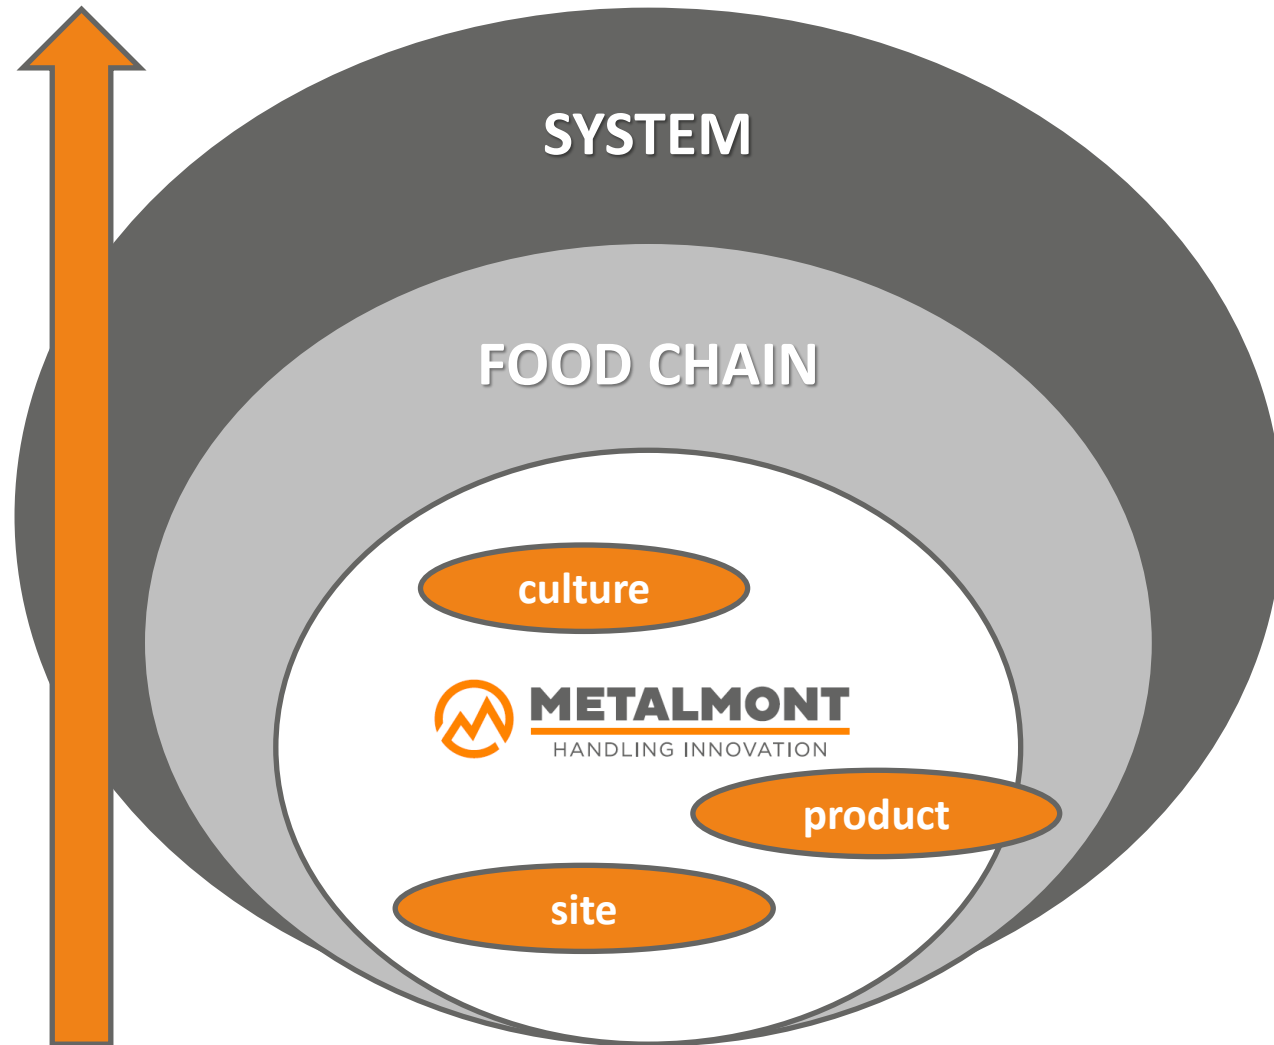 SYSTEM
FOOD CHAIN
culture
METALMONT
HANDLING INNOVATION
product
site